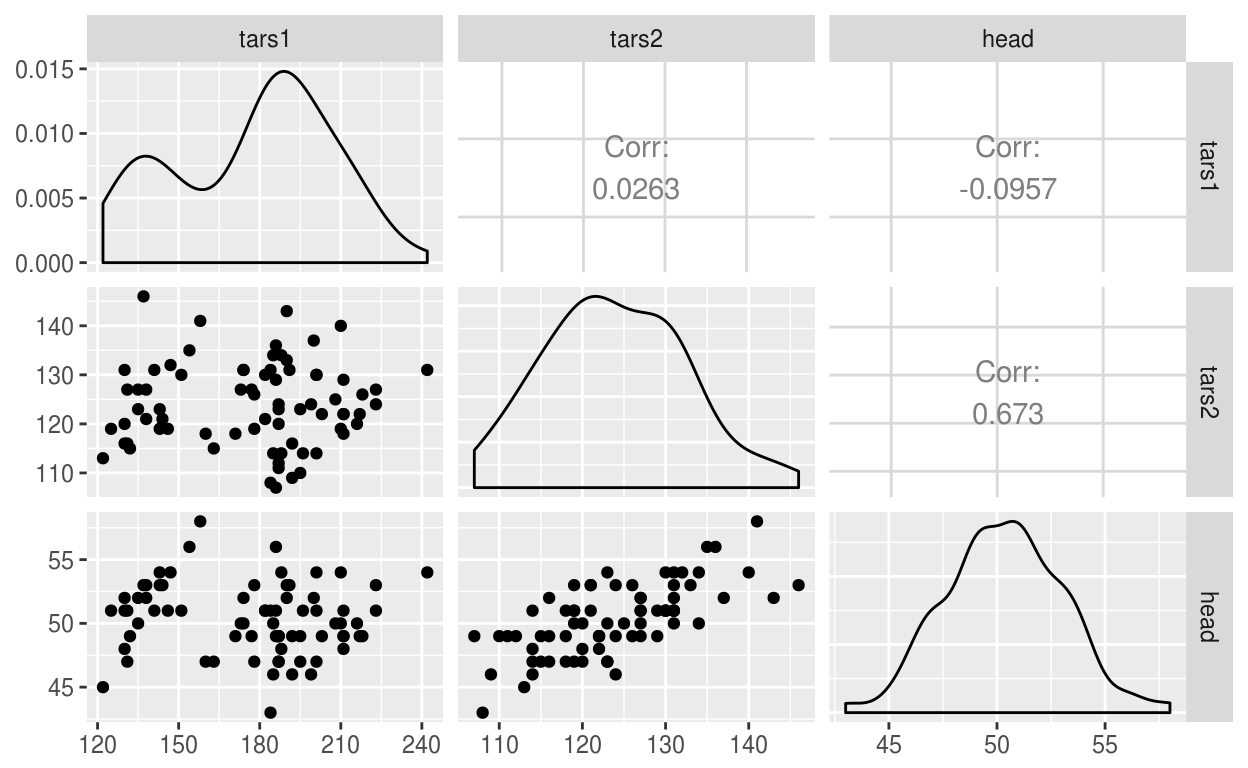 tars1 tars2 head
0.015
0.010
0.005
0.000
Corr:
0.0263
Corr:
-0.0957
tars1
140
130
120
110
Corr:
0.673
tars2
55
50
45
head
120 150 180 210 240 110 120 130 140 45 50 55